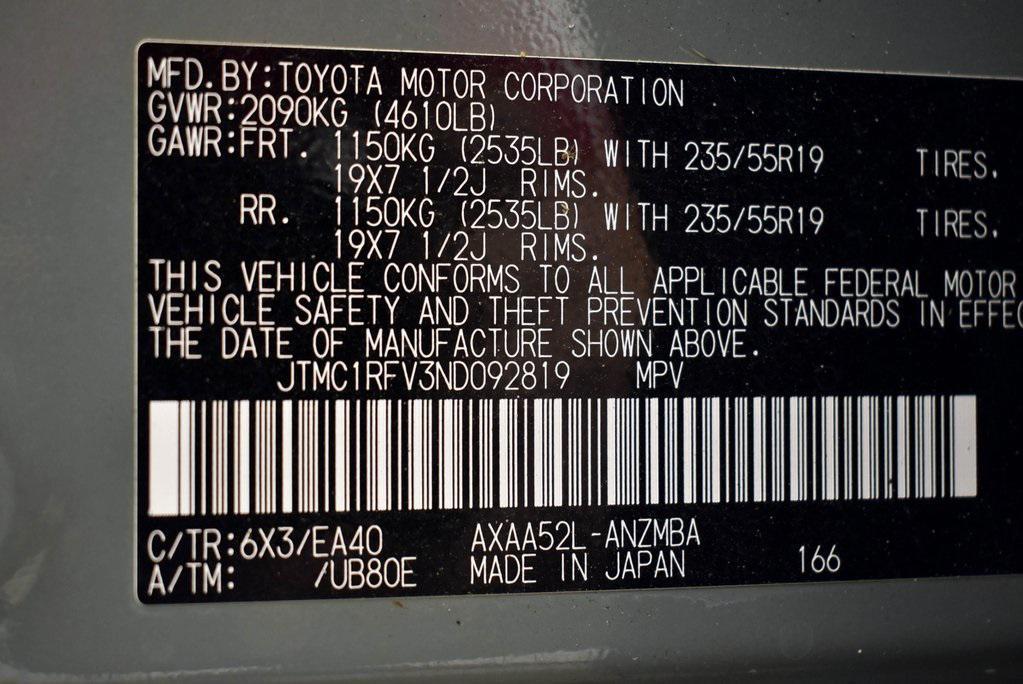 MFD. BY:TOYOTA MOTOR CORPORATION
GVWR:2090KG (4610LB)
GAWR:FRT. 1150KG (2535LB) WITH 235/55R19 TIRES.
19X7 1/2J RIMS.
RR. 1150KG (2535LB) WITH 235/55R19 TIRES.
19X7 1/2J RIMS.
THIS VEHICLE CONFORMS TO ALL APPLICABLE FEDERAL MOTOR
VEHICLE SAFETY AND THEFT PREVENTION STANDARDS IN EFFEC
THE DATE OF MANUFACTURE SHOWN ABOVE.
JTMC1RFV3ND092819 MPV
C/TR:6X3/EA40 AXAA52L-ANZMBA
A/TM: /UB80E MADE IN JAPAN 166